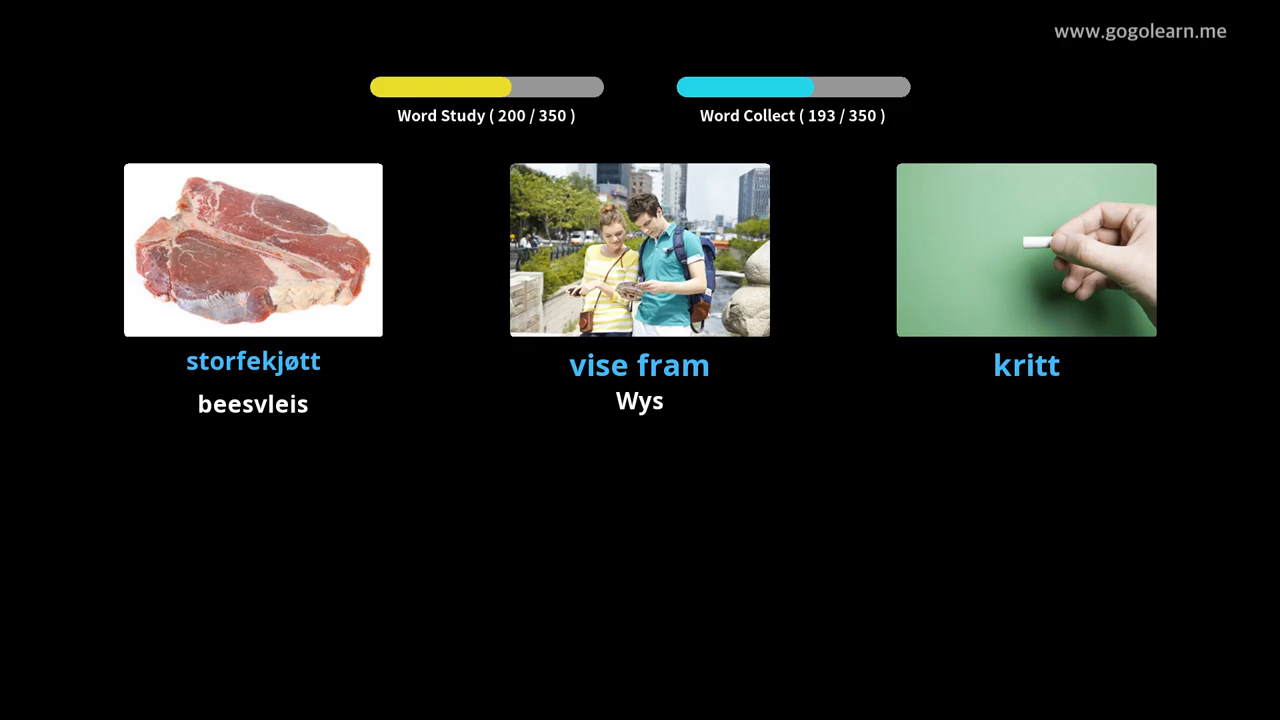 www.gogolearn.me
Word Study ( 200 / 350 )
Word Collect ( 193 / 350 )
storfekjøtt
vise fram
kritt
beesvleis
Wys